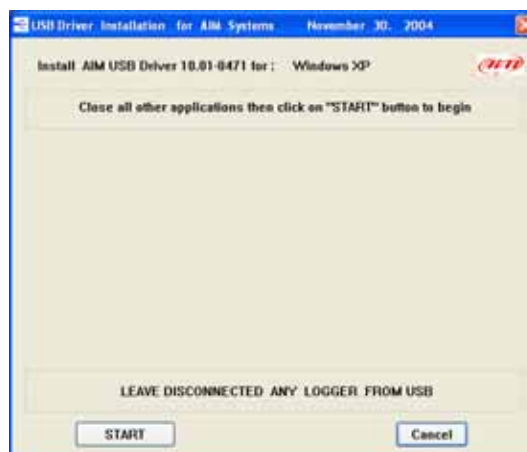 USB Driver Installation for AIM Systems November 30, 2004
Install AIM USB Driver 10.01-0471 for : Windows XP
AIM
Close all other applications then click on "START" button to begin
LEAVE DISCONNECTED ANY LOGGER FROM USB
START
Cancel